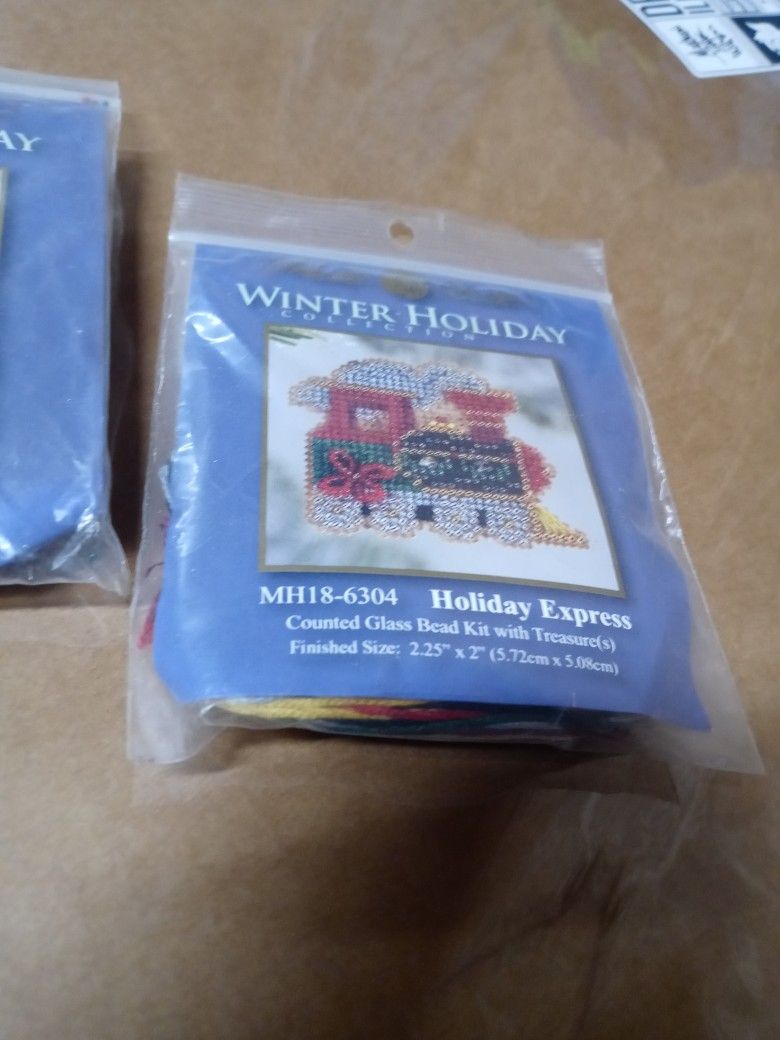 AY
WINTER HOLIDAY
COLLECTION
MH18-6304 Holiday Express
Counted Glass Bead Kit with Treasure(s)
Finished Size: 2.25" x 2" (5.72cm x 5.08cm)